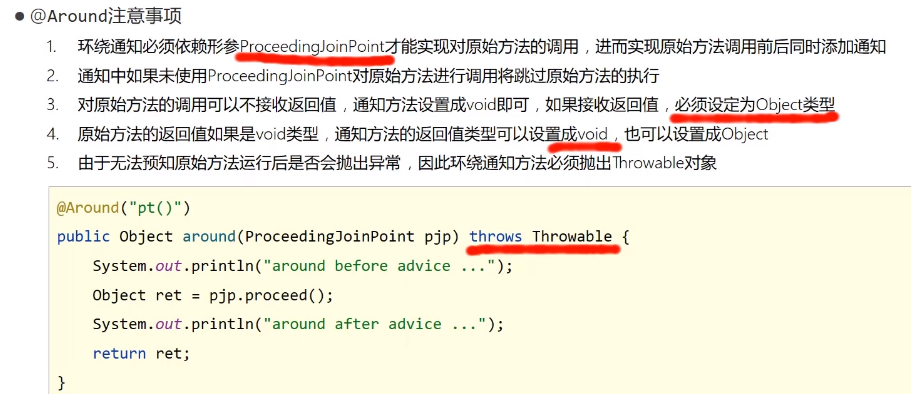 ● @Around注意事项
1. 环绕通知必须依赖形参ProceedingJoinPoint才能实现对原始方法的调用，进而实现原始方法调用前后同时添加通知
2. 通知中如果未使用ProceedingJoinPoint对原始方法进行调用将跳过原始方法的执行
3. 对原始方法的调用可以不接收返回值，通知方法设置成void即可，如果接收返回值，必须设定为Object类型
4. 原始方法的返回值如果是void类型，通知方法的返回值类型可以设置成void，也可以设置成Object
5. 由于无法预知原始方法运行后是否会抛出异常，因此环绕通知方法必须抛出Throwable对象
@Around("pt()")
public Object around(ProceedingJoinPoint pjp) throws Throwable {
    System.out.println("around before advice ...");
    Object ret = pjp.proceed();
    System.out.println("around after advice ...");
    return ret;
}